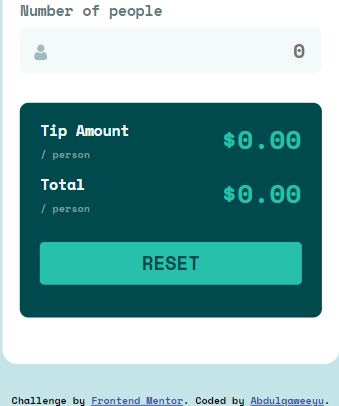 Number of people
0
Tip Amount
$0.00
/ person
Total
$0.00
/ person
RESET
Challenge by Frontend Mentor. Coded by Abdulqaweeyu.